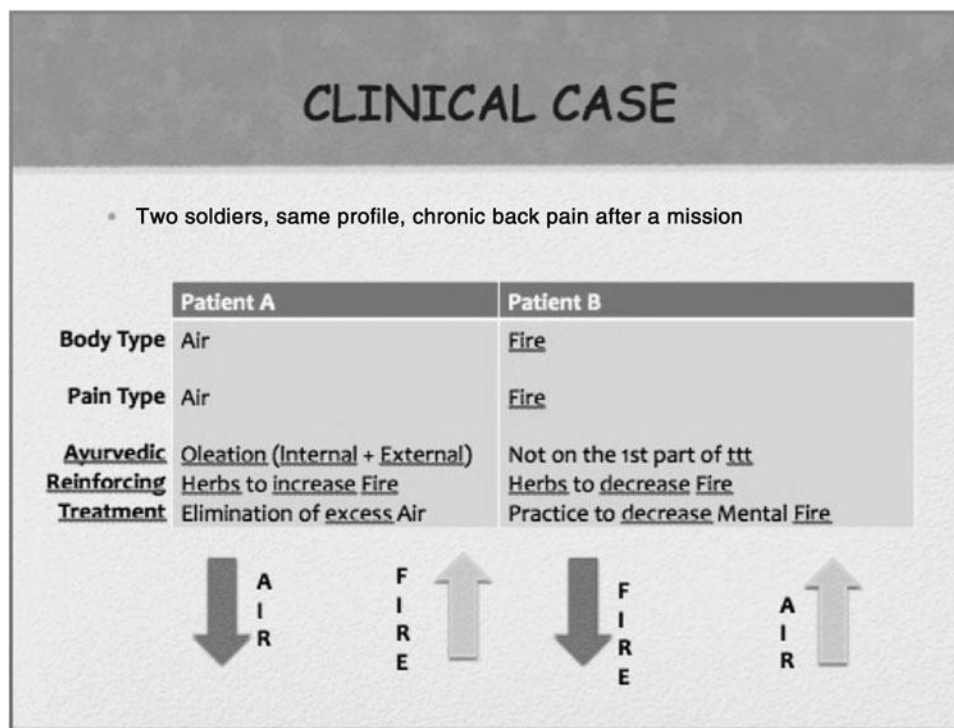 CLINICAL CASE
Two soldiers, same profile, chronic back pain after a mission
Patient A Patient B
Body Type Air Fire
Pain Type Air Fire
Ayurvedic Oleation (Internal + External) Not on the 1st part of ttt
Reinforcing Herbs to increase Fire Herbs to decrease Fire
Treatment Elimination of excess Air Practice to decrease Mental Fire
AIR FIRE FIRE AIR